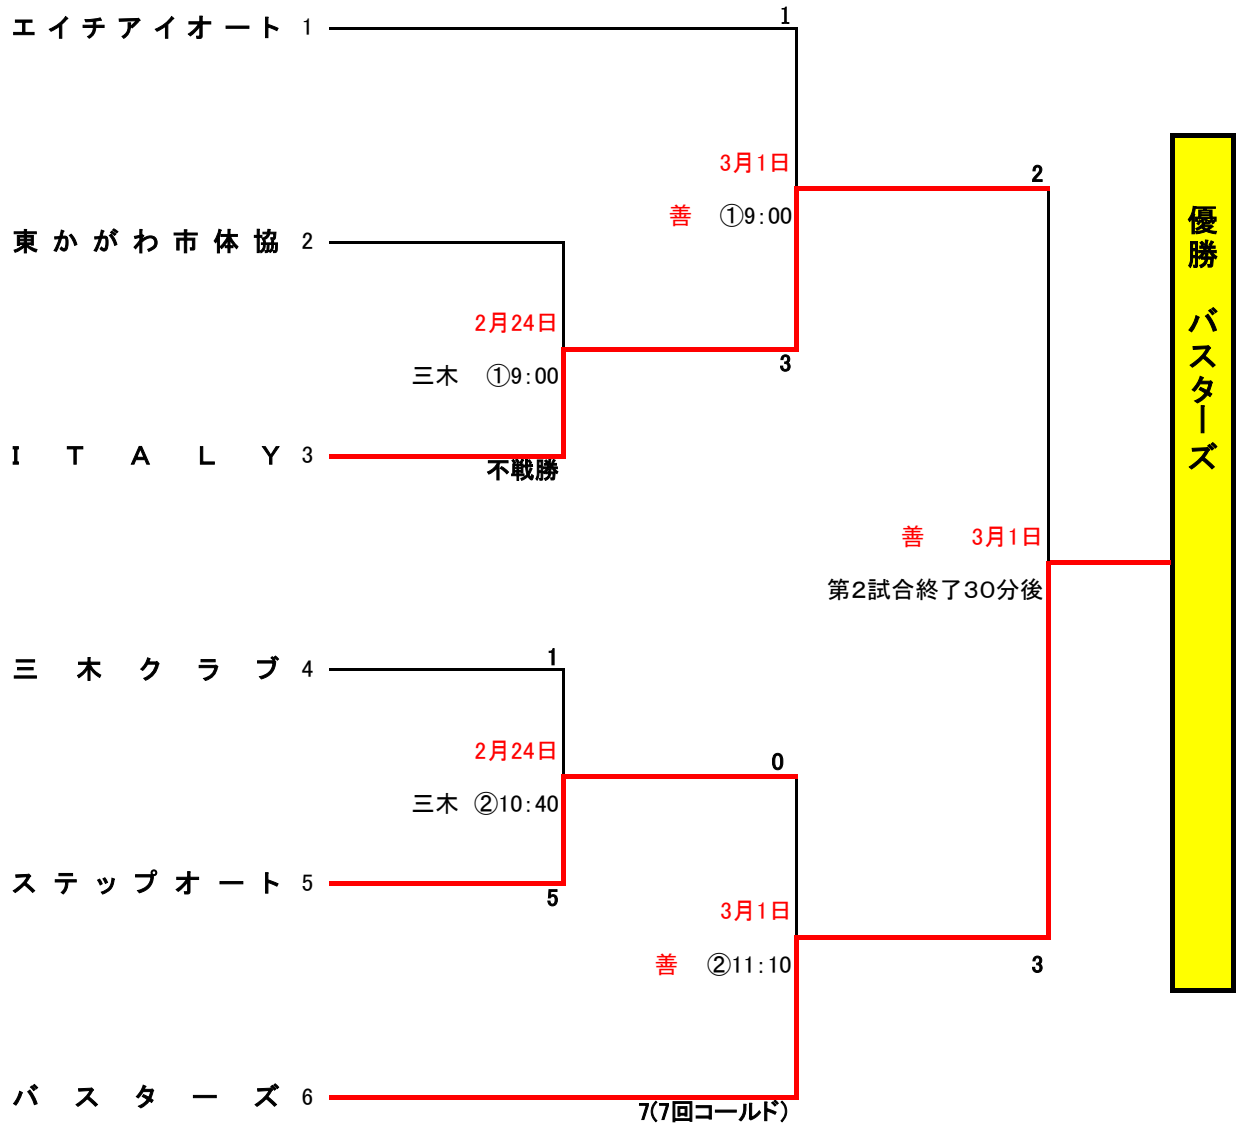 エイチアイオート 1
1
3月1日
2
善 ①9:00
東かがわ市体協 2
2月24日
3
三木 ①9:00
ITALY 3
不戦勝
善 3月1日
第2試合終了30分後
三木クラブ 4
1
2月24日
0
三木 ②10:40
ステップオート 5
5
3月1日
善 ②11:10
3
バスターズ 6
7(7回コールド)
優勝 バスターズ